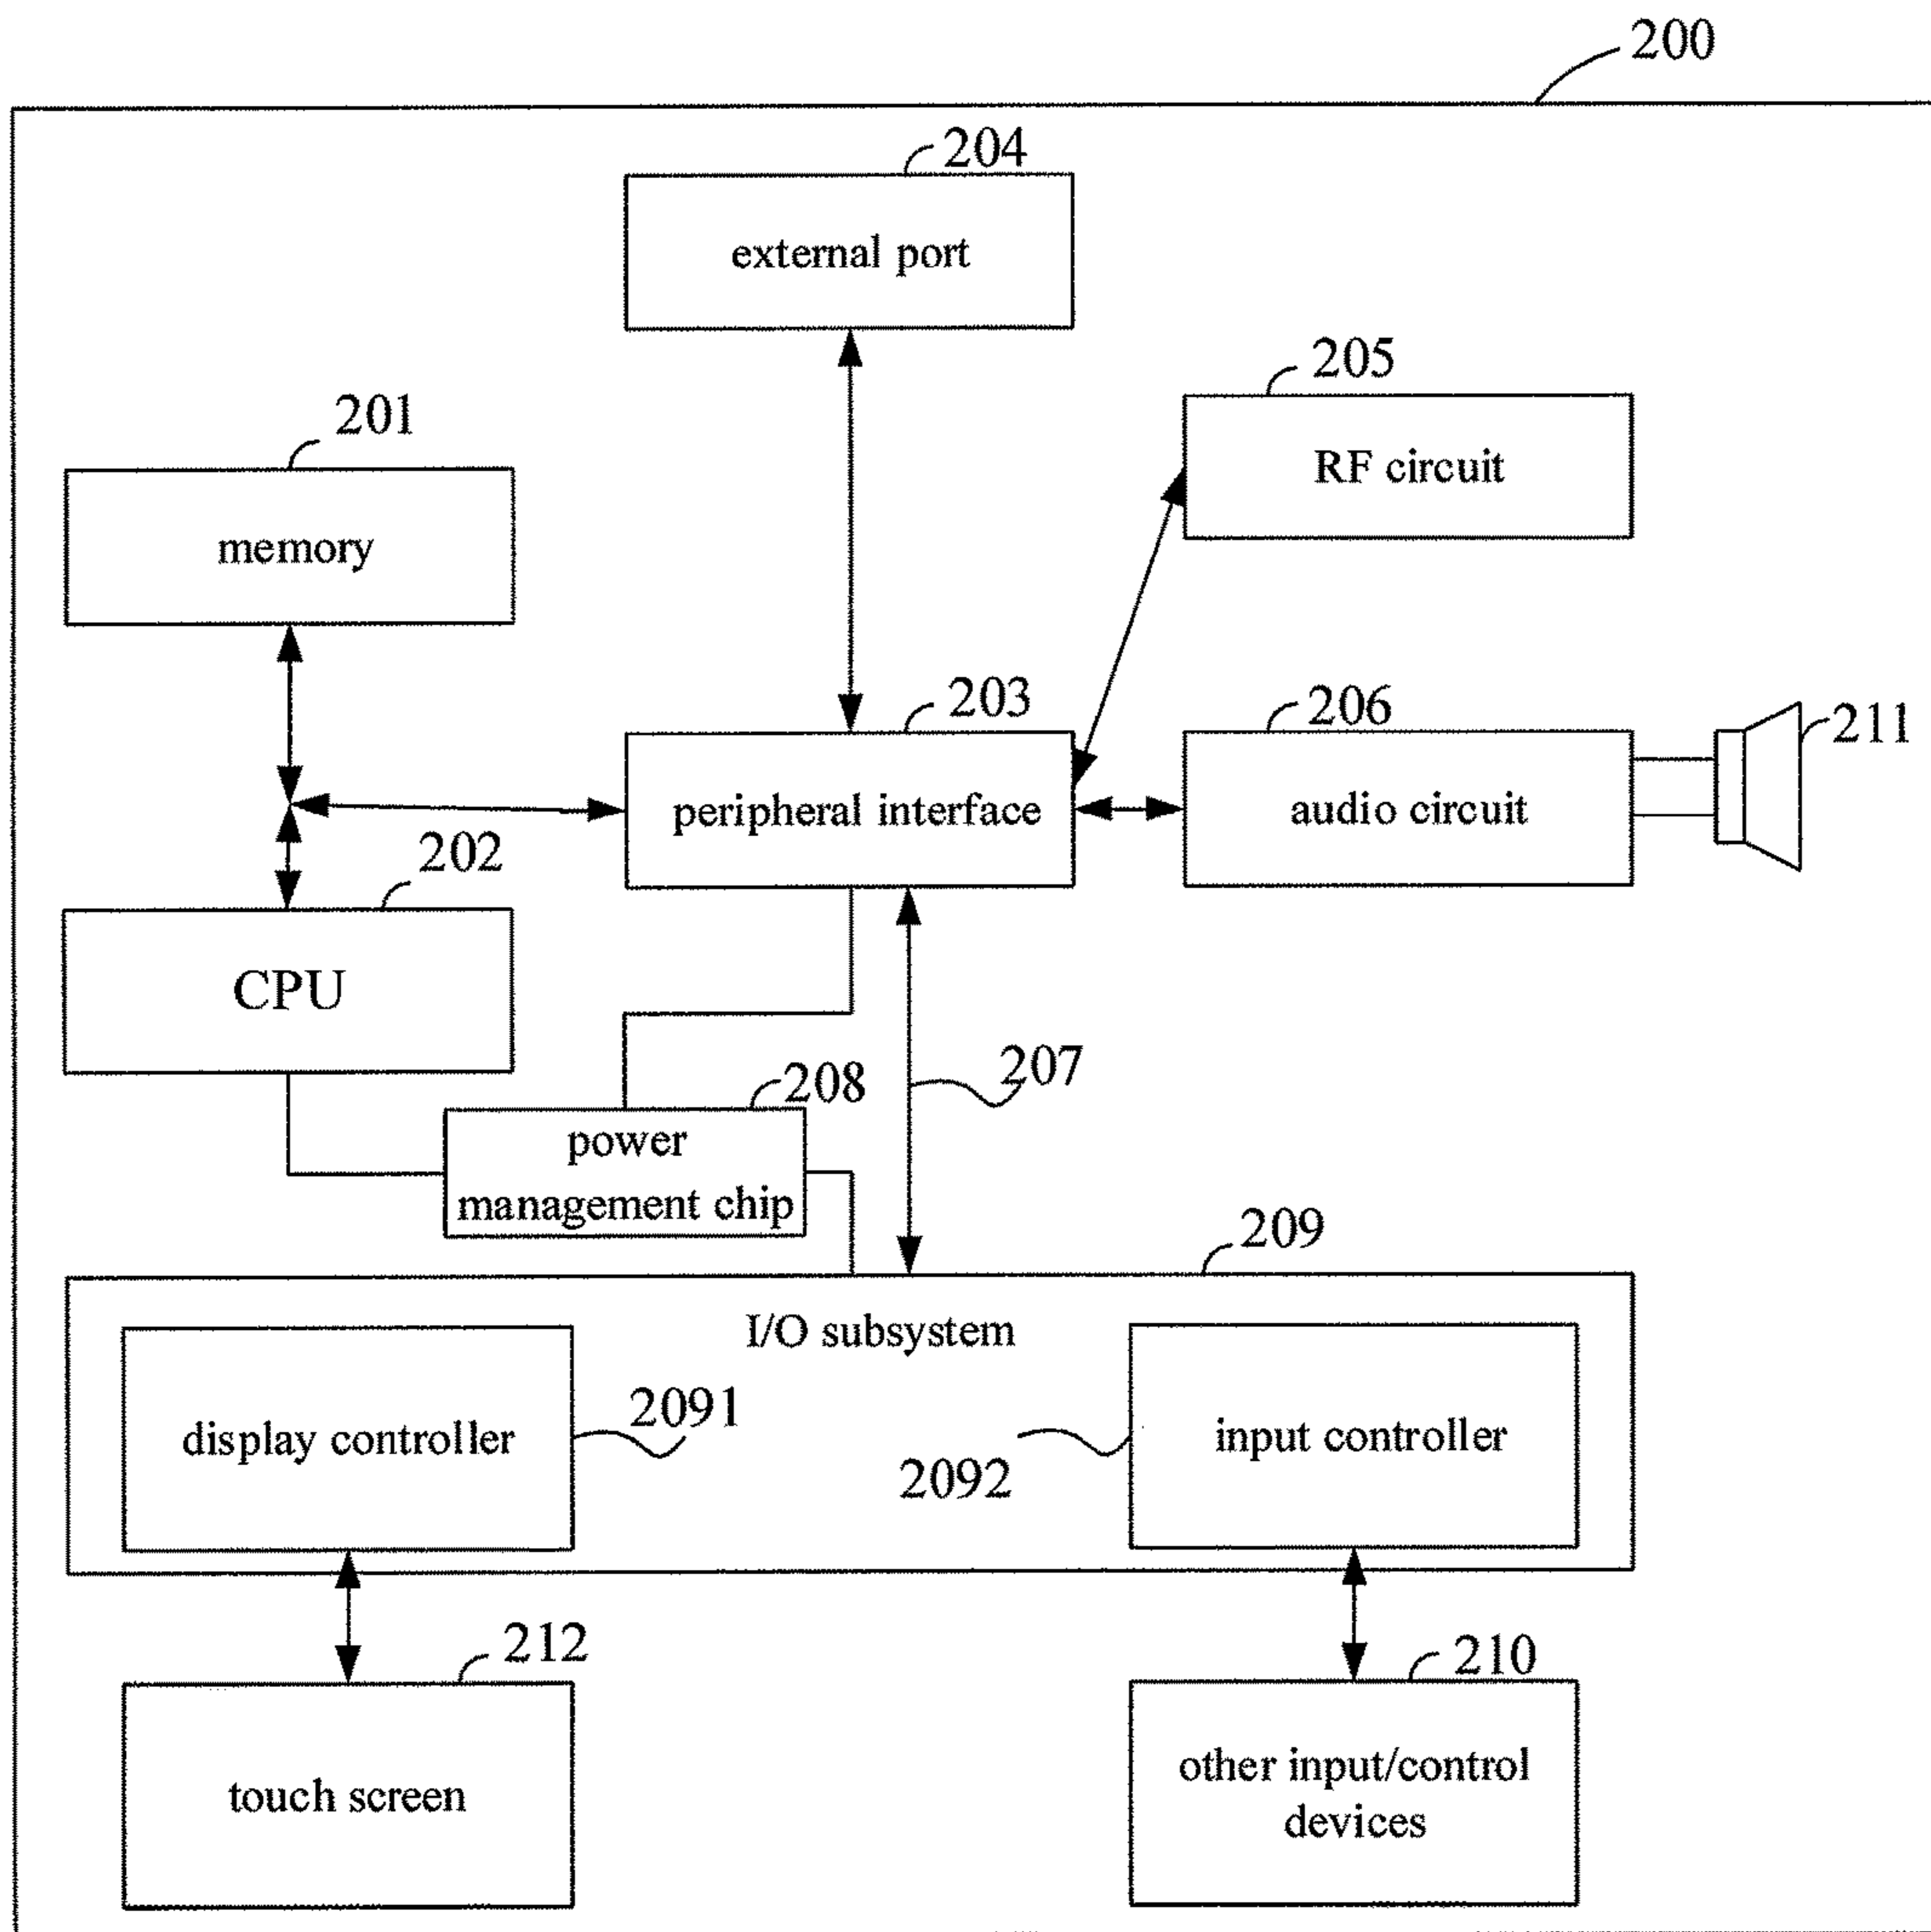 200
204
external port
205
RF circuit
201
memory
203
peripheral interface
206
audio circuit
211
202
CPU
207
208
power
management chip
209
I/O subsystem
display controller
2091
2092
input controller
212
touch screen
210
other input/control
devices